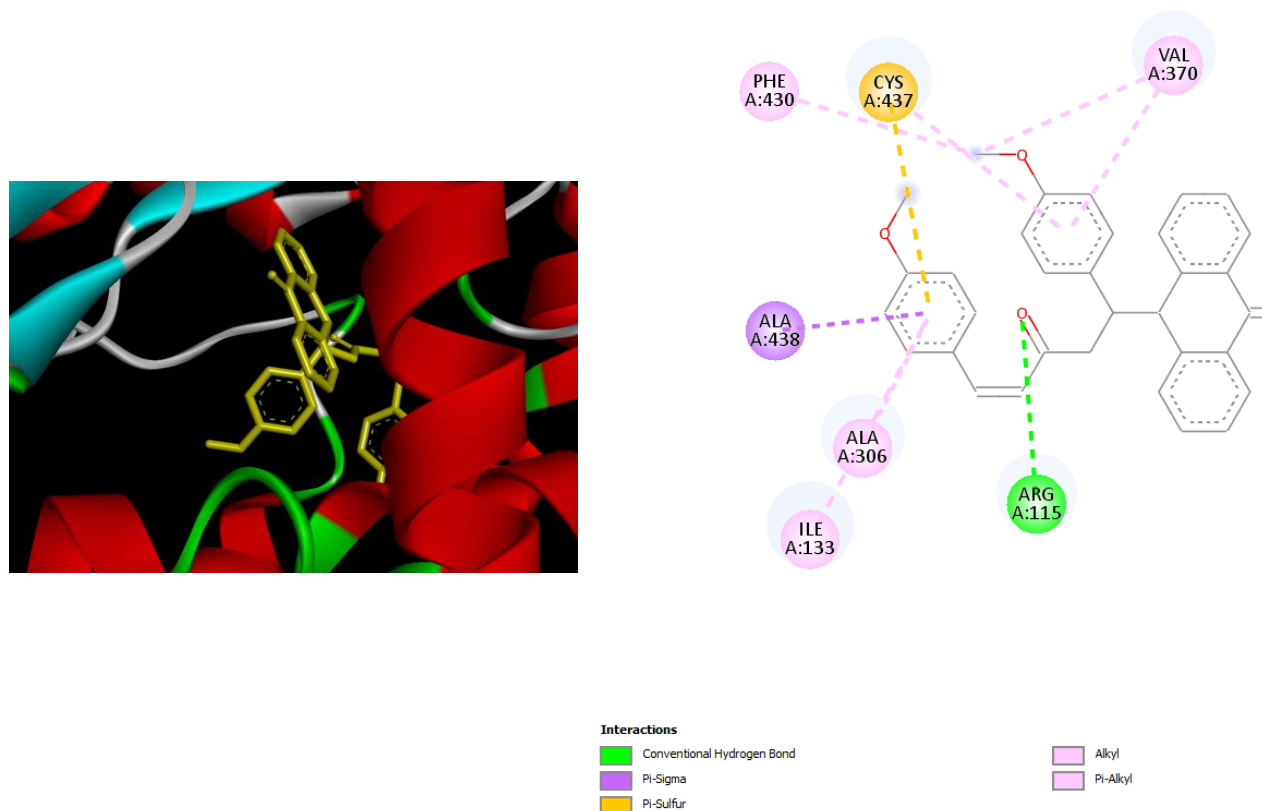 VAL
A:370
PHE
A:430
CYS
A:437
O
O
ALA
A:438
O
ALA
A:306
ARG
A:115
ILE
A:133
Interactions
Conventional Hydrogen Bond
Pi-Sigma
Pi-Sulfur
Alkyl
Pi-Alkyl